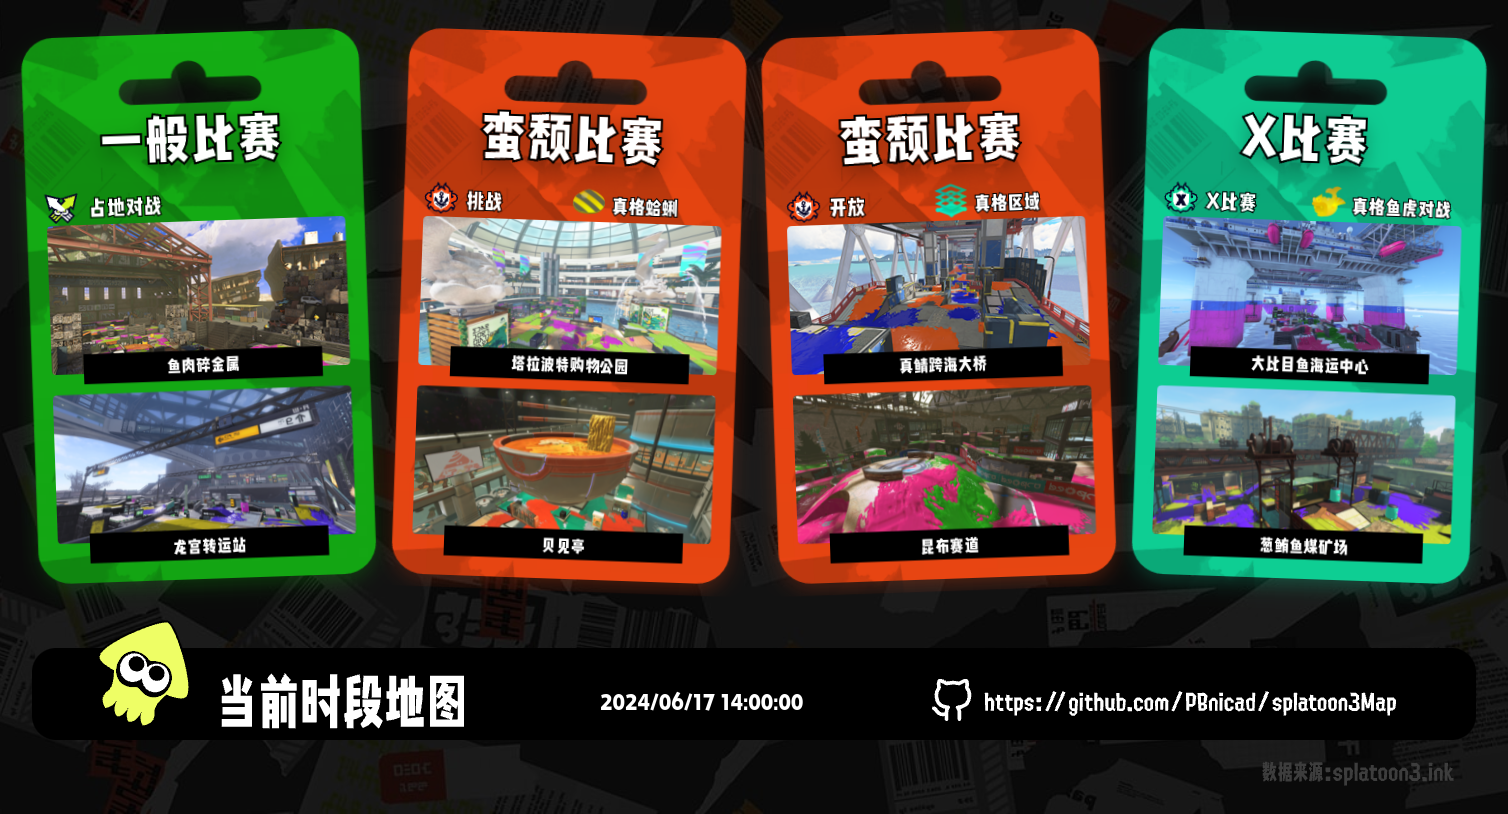 一般比赛
占地对战
鱼肉碎金属
龙宫转运站
蛮颓比赛
挑战 真格蛤蜊
塔拉波特购物公园
贝见亭
蛮颓比赛
开放 真格区域
真鲭跨海大桥
昆布赛道
X比赛
X比赛 真格鱼虎对战
大比目鱼海运中心
葱鲔鱼煤矿场
当前时段地图
2024/06/17 14:00:00
https://github.com/PBnicad/splatoon3Map
数据来源:splatoon3.ink